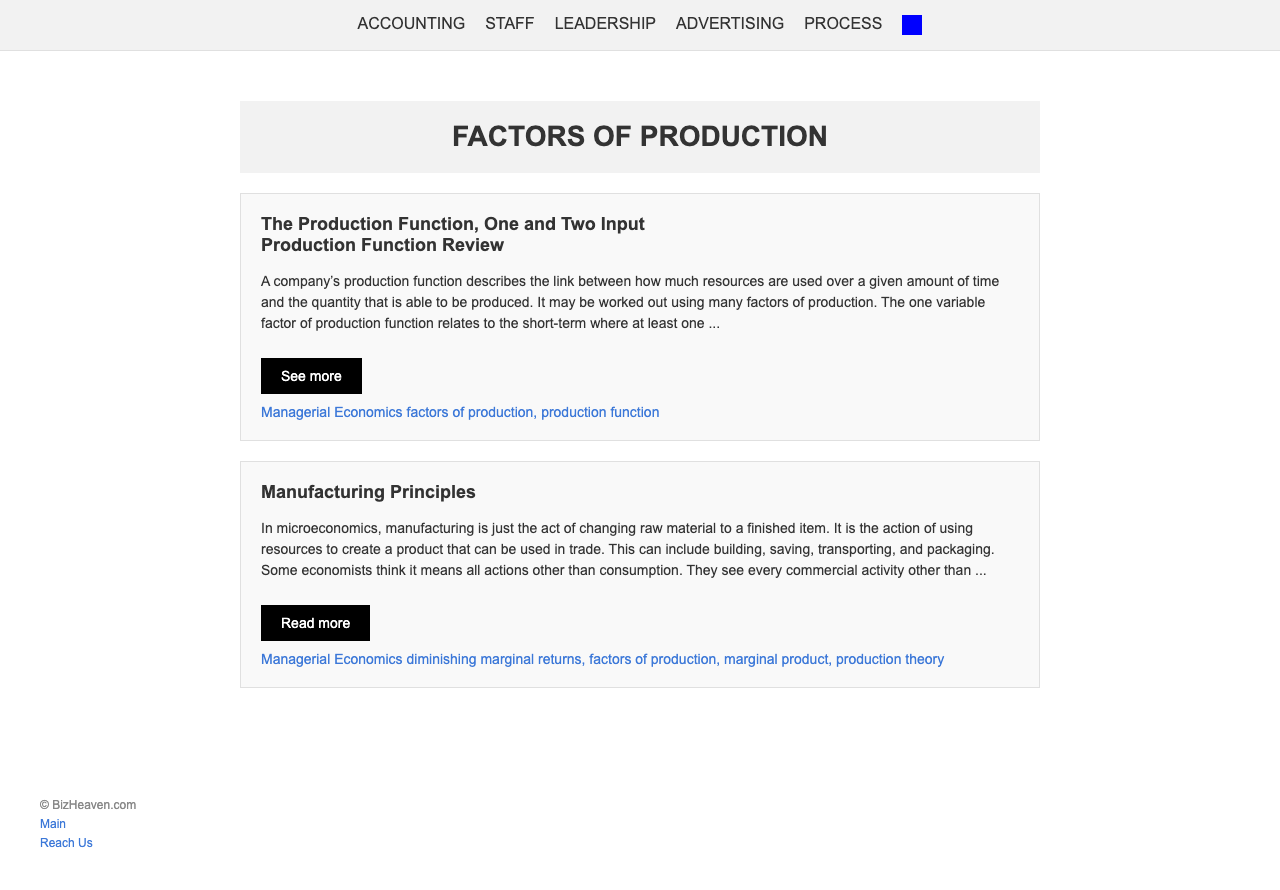 ACCOUNTING STAFF LEADERSHIP ADVERTISING PROCESS
FACTORS OF PRODUCTION
The Production Function, One and Two Input
Production Function Review
A company's production function describes the link between how much resources are used over a given amount of time
and the quantity that is able to be produced. It may be worked out using many factors of production. The one variable
factor of production function relates to the short-term where at least one ...
See more
Managerial Economics factors of production, production function
Manufacturing Principles
In microeconomics, manufacturing is just the act of changing raw material to a finished item. It is the action of using
resources to create a product that can be used in trade. This can include building, saving, transporting, and packaging.
Some economists think it means all actions other than consumption. They see every commercial activity other than ...
Read more
Managerial Economics diminishing marginal returns, factors of production, marginal product, production theory
© BizHeaven.com
Main
Reach Us